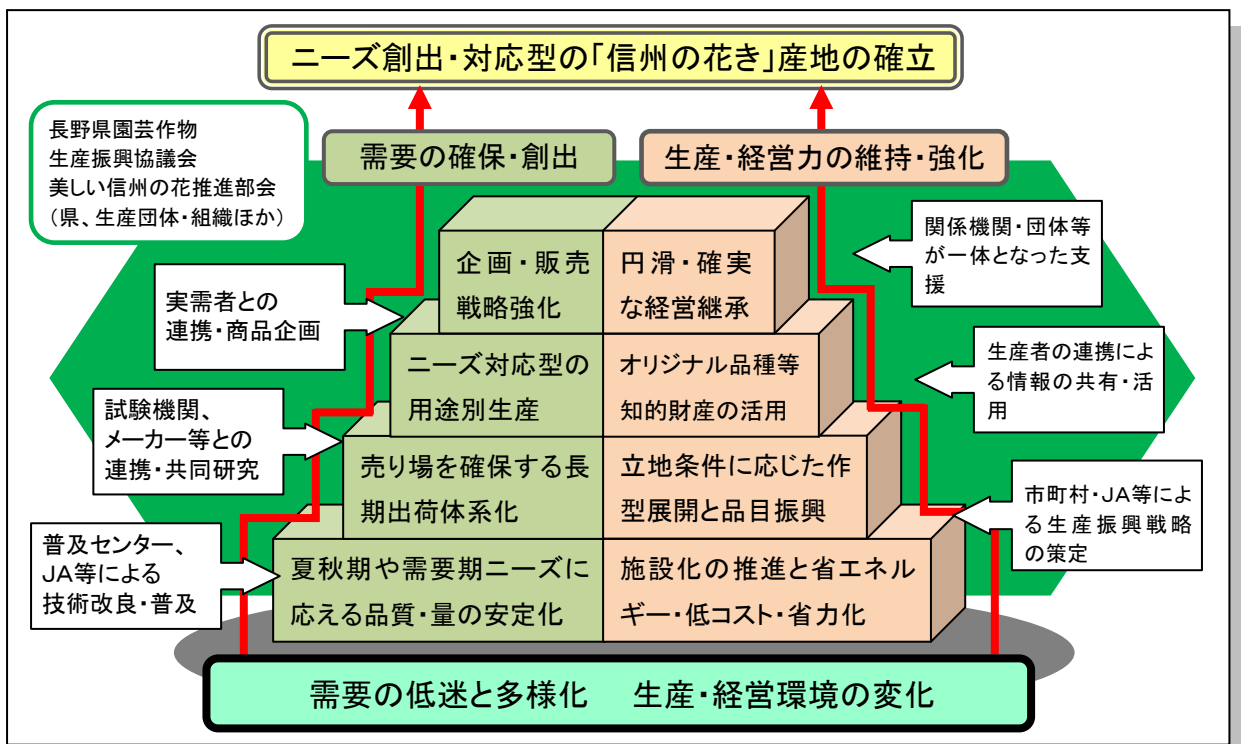 ニーズ創出・対応型の「信州の花き」産地の確立
長野県園芸作物
生産振興協議会
美しい信州の花推進部会
（県、生産団体・組織ほか）
需要の確保・創出
生産・経営力の維持・強化
企画・販売
戦略強化
円滑・確実
な経営継承
関係機関・団体等
が一体となった支
援
実需者との
連携・商品企画
ニーズ対応型の
用途別生産
オリジナル品種等
知的財産の活用
生産者の連携によ
る情報の共有・活
用
試験機関、
メーカー等との
連携・共同研究
売り場を確保する長
期出荷体系化
立地条件に応じた作
型展開と品目振興
市町村・JA等によ
る生産振興戦略
の策定
普及センター、
JA等による
技術改良・普及
夏秋期や需要期ニーズに
応える品質・量の安定化
施設化の推進と省エネル
ギー・低コスト・省力化
需要の低迷と多様化　生産・経営環境の変化